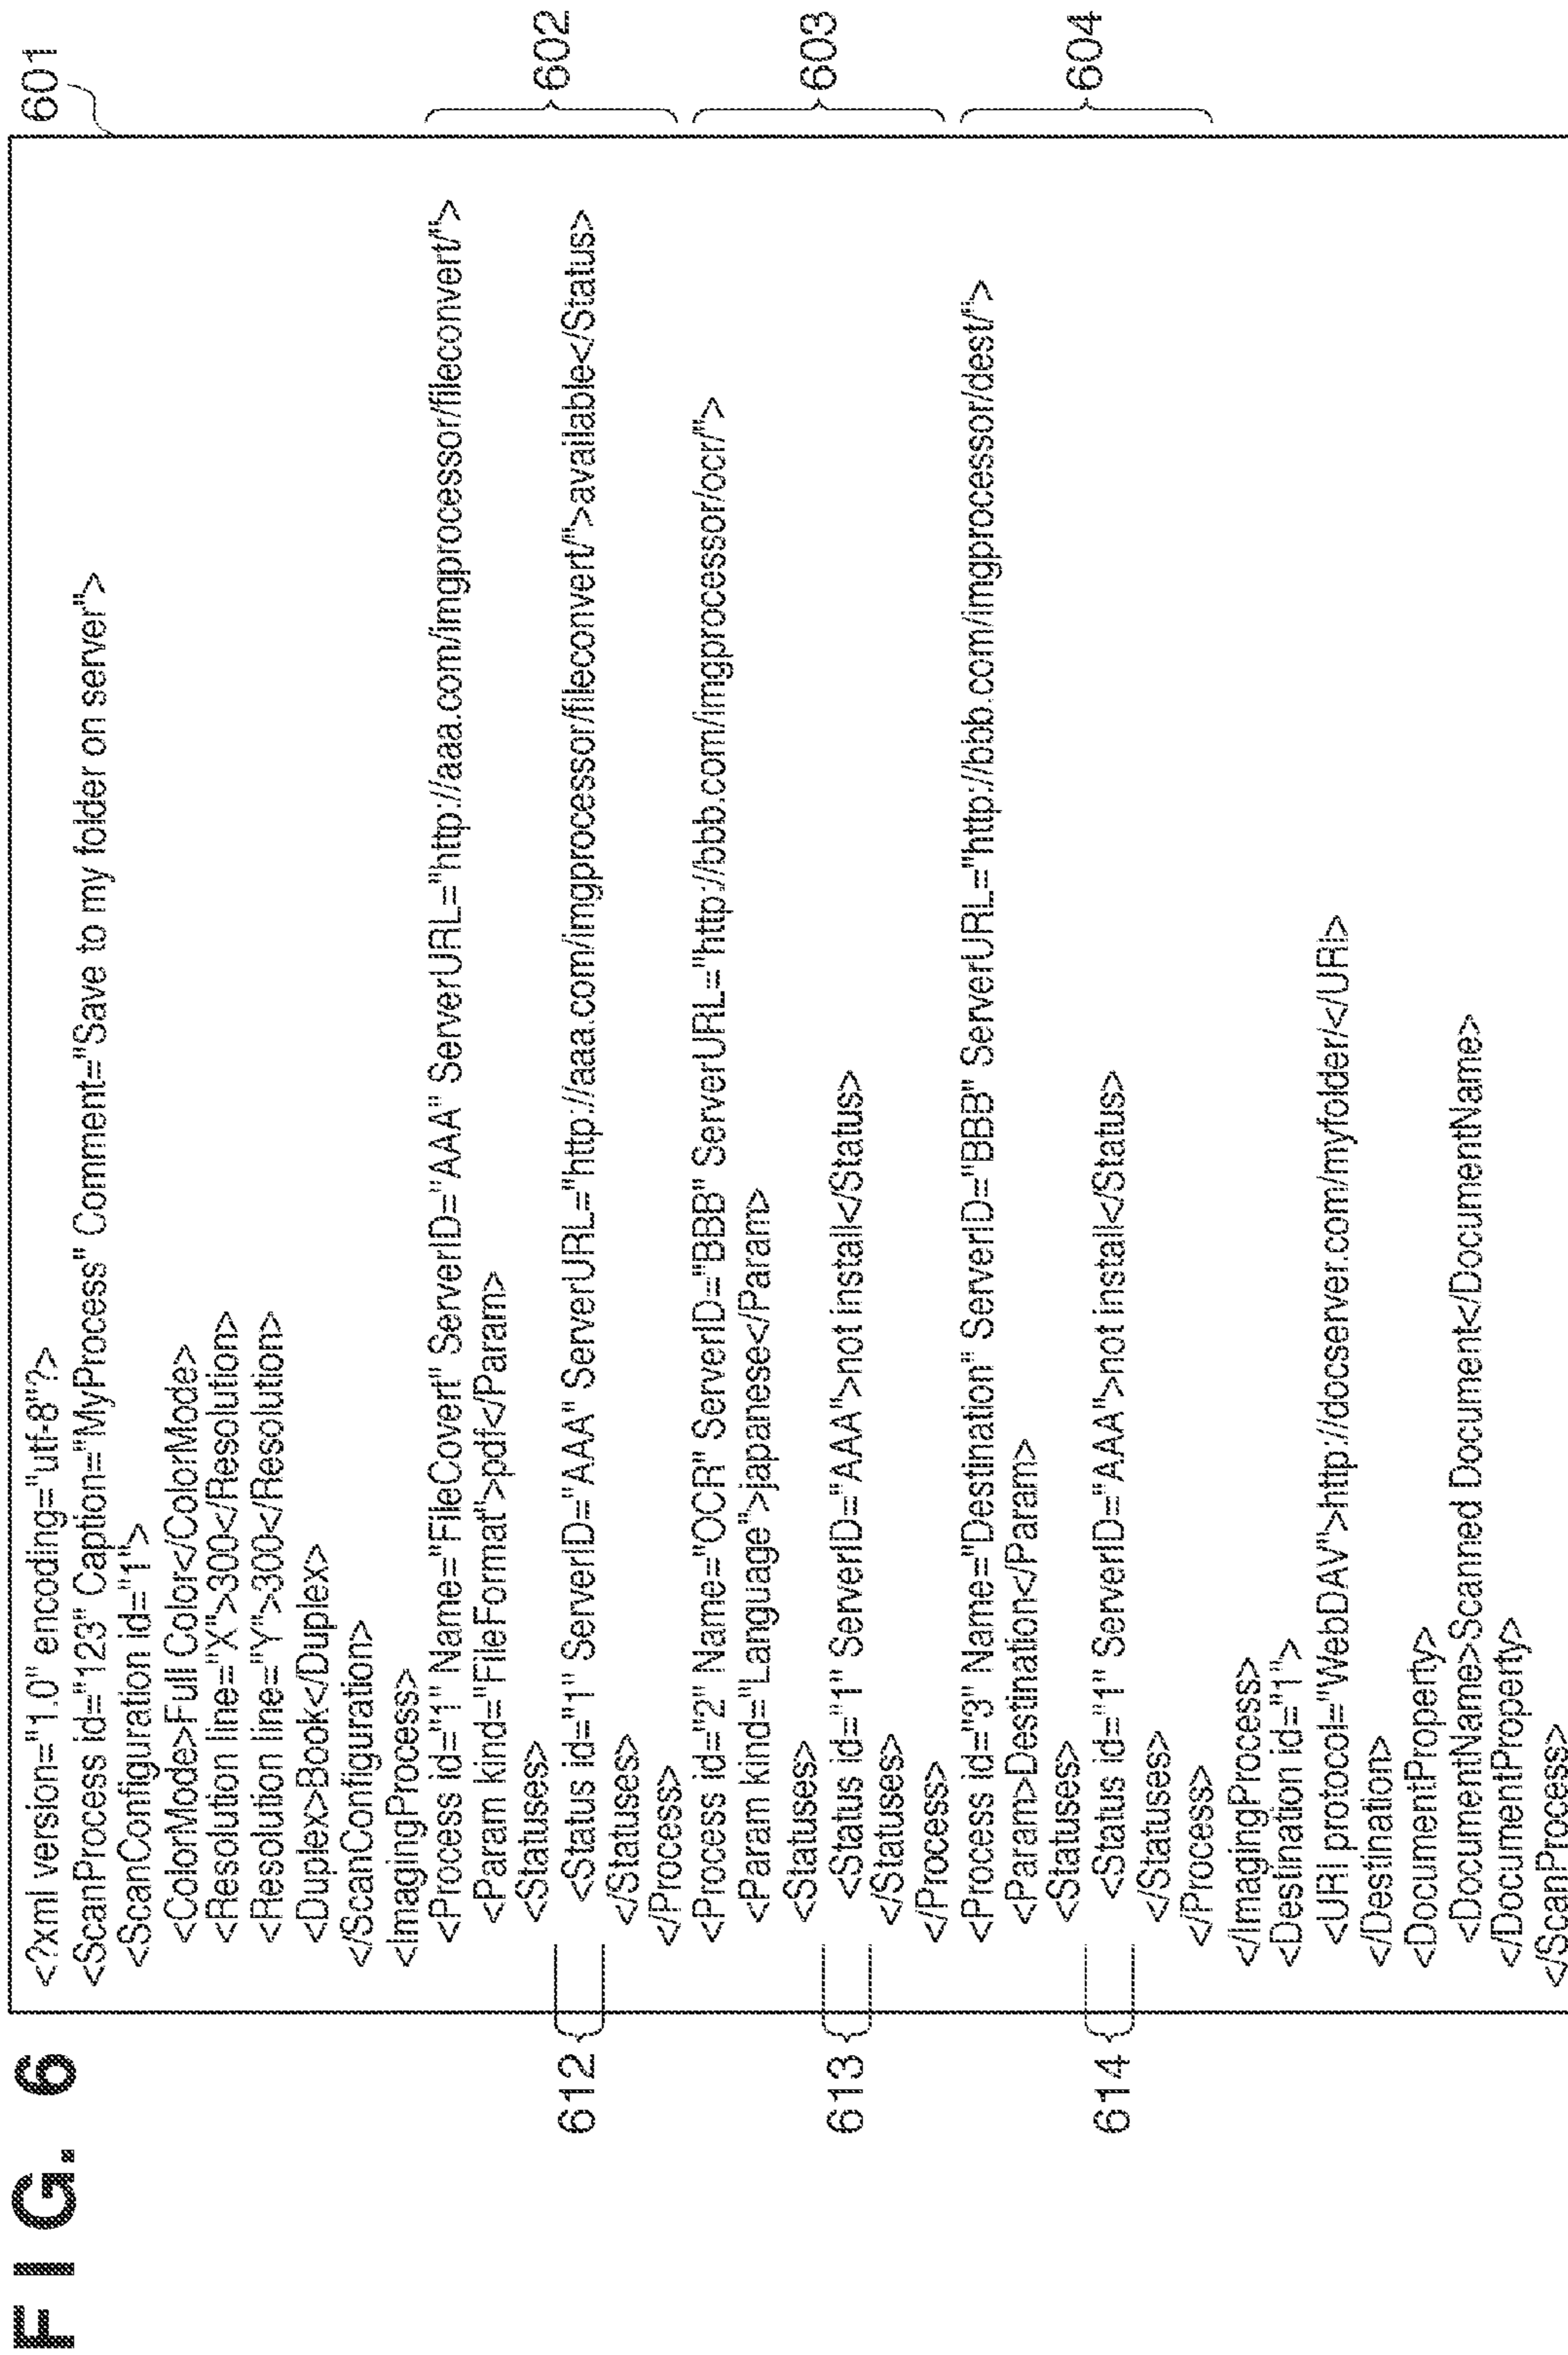 FIG. 6
601
<?xml version="1.0" encoding="utf-8"?>
<ScanProcess id="123" Caption="MyProcess" Comment="Save to my folder on server">
<ScanConfiguration id="1">
<ColorMode>Full Color</ColorMode>
<Resolution line="X">300</Resolution>
<Resolution line="Y">300</Resolution>
<Duplex>Book</Duplex>
</ScanConfiguration>
<ImagingProcess>
<Process id="1" Name="FileCovert" ServerID="AAA" ServerURL="http://aaa.com/imgprocessor/fileconvert/">
<Param kind="FileFormat">pdf</Param>
<Statuses>
612 <Status id="1" ServerID="AAA" ServerURL="http://aaa.com/imgprocessor/fileconvert/">available</Status> 602
</Statuses>
</Process>
<Process id="2" Name="OCR" ServerID="BBB" ServerURL="http://bbb.com/imgprocessor/ocr/">
<Param kind="Language">japanese</Param>
<Statuses>
613 <Status id="1" ServerID="AAA">not install</Status> 603
</Statuses>
</Process>
<Process id="3" Name="Destination" ServerID="BBB" ServerURL="http://bbb.com/imgprocessor/dest/">
<Param>Destination</Param>
<Statuses>
614 <Status id="1" ServerID="AAA">not install</Status> 604
</Statuses>
</Process>
</ImagingProcess>
<Destination id="1">
<URI protocol="WebDAV">http://docserver.com/myfolder/</URI>
</Destination>
<DocumentProperty>
<DocumentName>Scanned Document</DocumentName>
</DocumentProperty>
</ScanProcess>